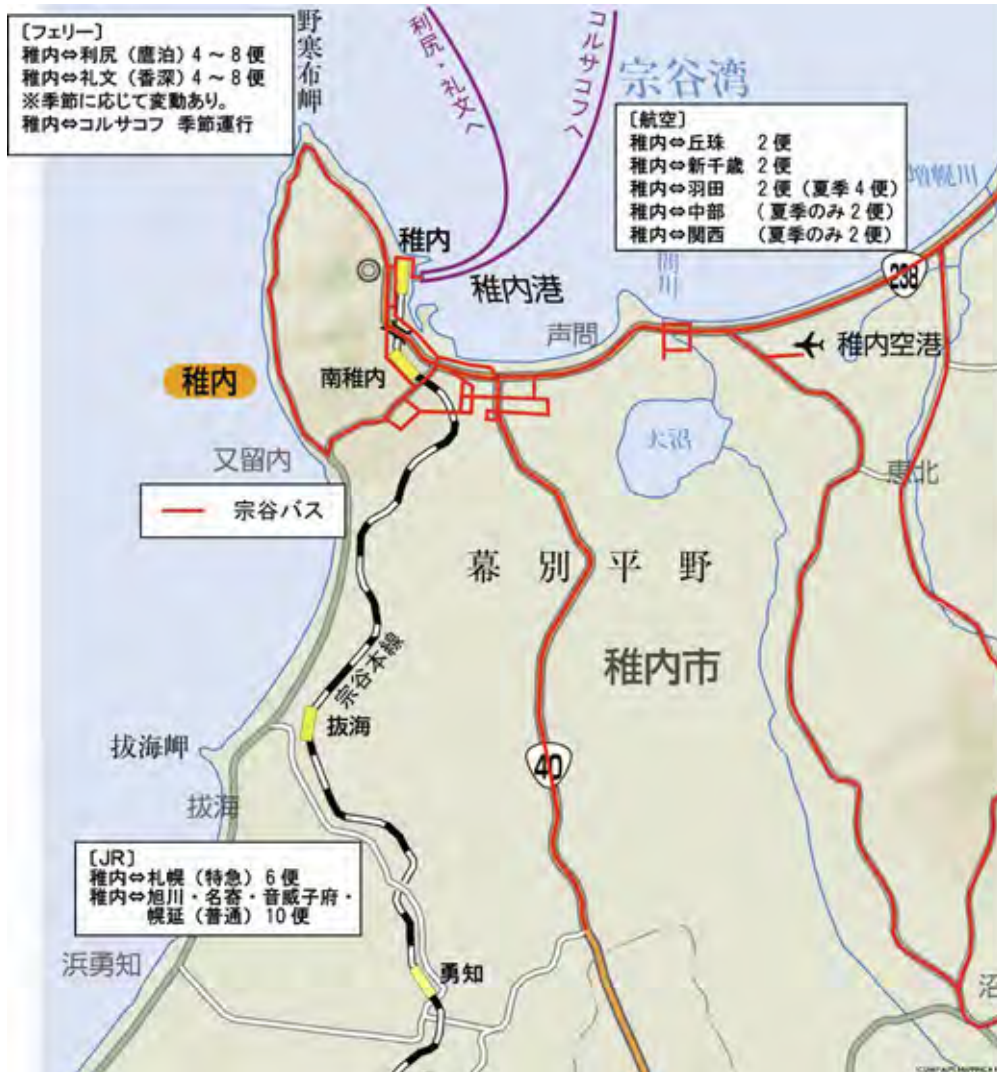 〔フェリー〕
稚内⇔利尻（鷹泊）4～8便
稚内⇔礼文（香深）4～8便
※季節に応じて変動あり。
稚内⇔コルサコフ 季節運行
野寒布岬
利尻・礼文へ
コルサコフへ
宗谷湾
〔航空〕
稚内⇔丘珠 2便
稚内⇔新千歳 2便
稚内⇔羽田 2便（夏季4便）
稚内⇔中部 （夏季のみ2便）
稚内⇔関西 （夏季のみ2便）
増幌川
稚内
稚内港
238
声問
稚内空港
稚内
南稚内
大沼
又留内
恵北
宗谷バス
幕別平野
稚内市
宗谷本線
抜海
抜海岬
40
抜海
〔JR〕
稚内⇔札幌（特急）6便
稚内⇔旭川・名寄・音威子府・
幌延（普通）10便
浜勇知
勇知
沼